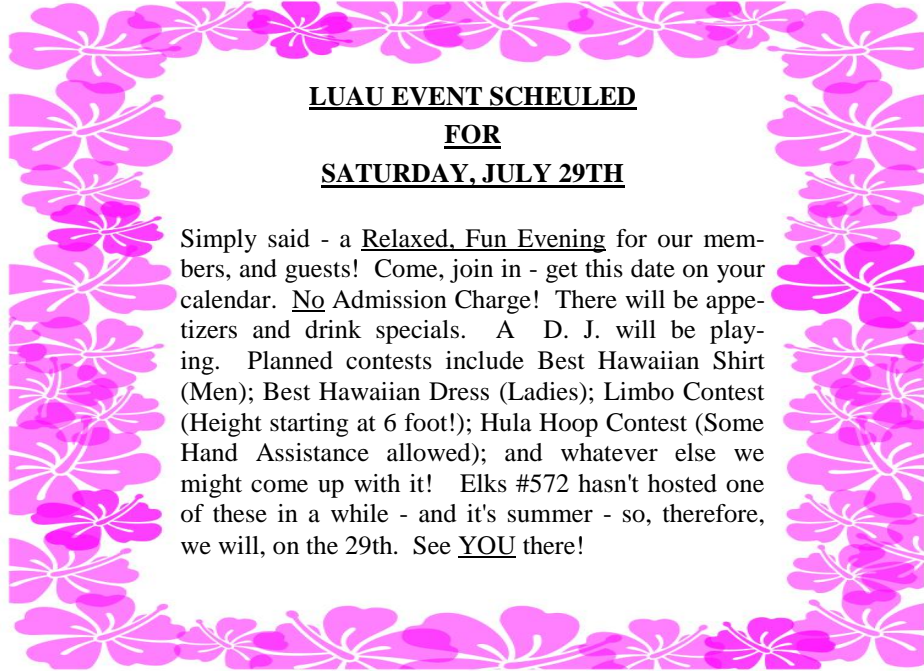 LUAU EVENT SCHEULED
FOR
SATURDAY, JULY 29TH
Simply said - a Relaxed, Fun Evening for our mem-
bers, and guests! Come, join in - get this date on your
calendar. No Admission Charge! There will be appe-
tizers and drink specials. A D. J. will be play-
ing. Planned contests include Best Hawaiian Shirt
(Men); Best Hawaiian Dress (Ladies); Limbo Contest
(Height starting at 6 foot!); Hula Hoop Contest (Some
Hand Assistance allowed); and whatever else we
might come up with it! Elks #572 hasn't hosted one
of these in a while - and it's summer - so, therefore,
we will, on the 29th. See YOU there!